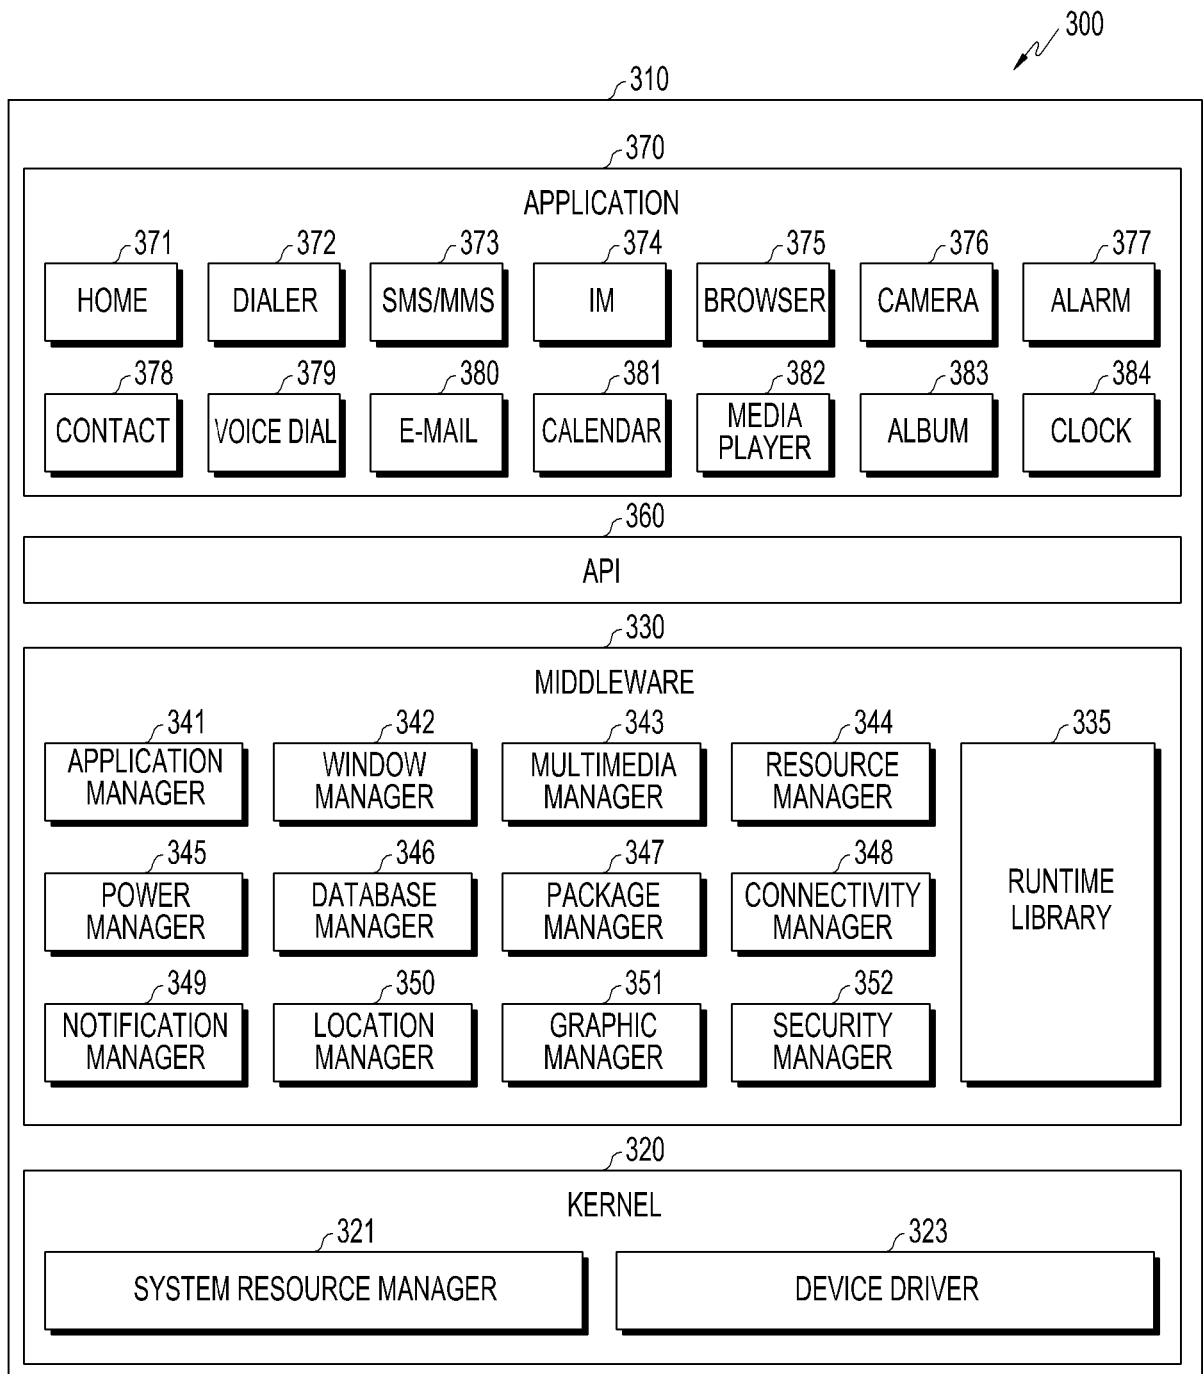 300
310
370
APPLICATION
371 372 373 374 375 376 377
HOME DIALER SMS/MMS IM BROWSER CAMERA ALARM
378 379 380 381 382 383 384
CONTACT VOICE DIAL E-MAIL CALENDAR MEDIA PLAYER ALBUM CLOCK
360
API
330
MIDDLEWARE
341 342 343 344 335
APPLICATION MANAGER WINDOW MANAGER MULTIMEDIA MANAGER RESOURCE MANAGER
345 346 347 348
POWER MANAGER DATABASE MANAGER PACKAGE MANAGER CONNECTIVITY MANAGER RUNTIME LIBRARY
349 350 351 352
NOTIFICATION MANAGER LOCATION MANAGER GRAPHIC MANAGER SECURITY MANAGER
320
KERNEL
321 323
SYSTEM RESOURCE MANAGER DEVICE DRIVER